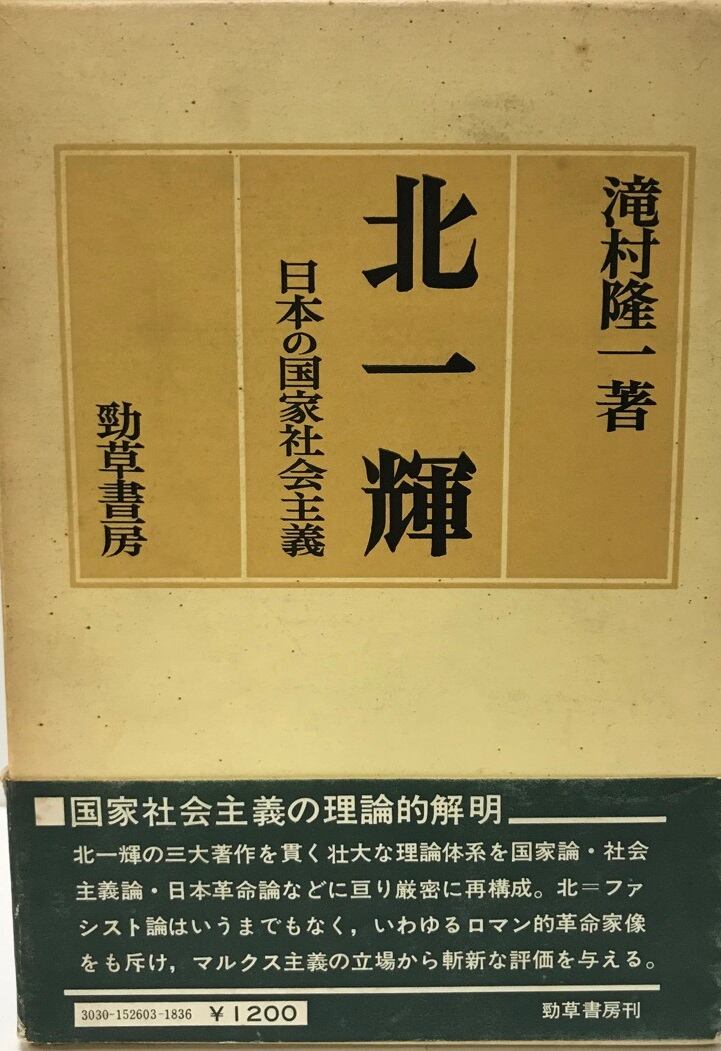 滝村隆一著
北一輝
日本の国家社会主義
勁草書房
■国家社会主義の理論的解明
北一輝の三大著作を貫く壮大な理論体系を国家論・社会
主義論・日本革命論などに亘り厳密に再構成。北＝ファ
シスト論はいうまでもなく，いわゆるロマン的革命家像
をも斥け，マルクス主義の立場から斬新な評価を与える。
3030-152603-1836 ￥1200
勁草書房刊